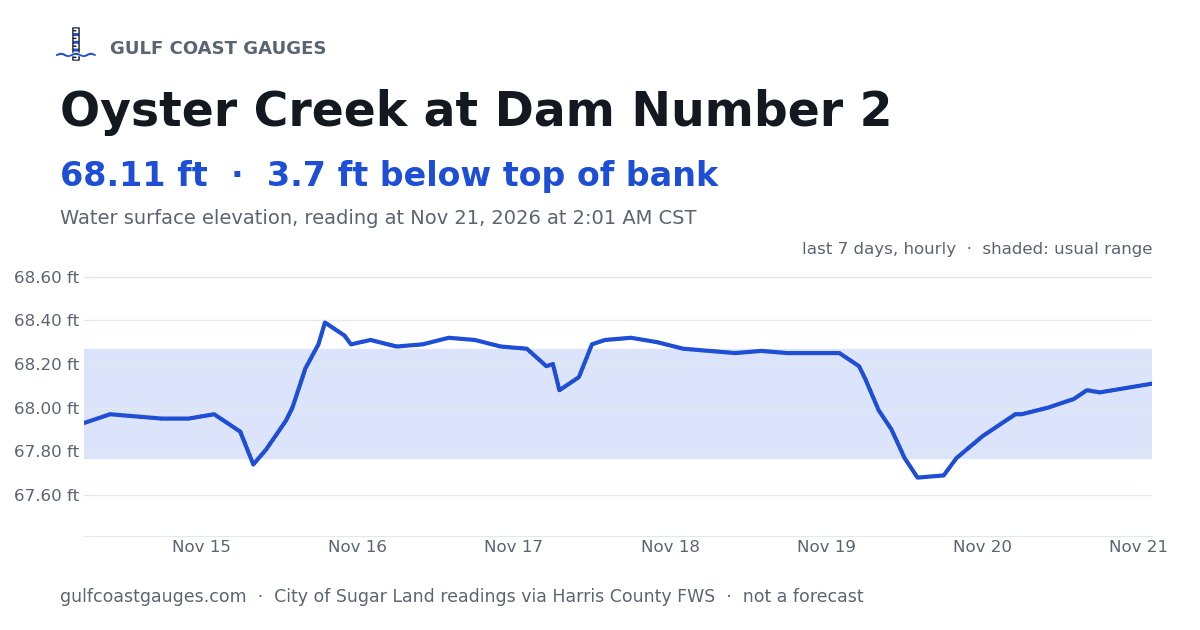 GULF COAST GAUGES
Oyster Creek at Dam Number 2
68.11 ft · 3.7 ft below top of bank
Water surface elevation, reading at Nov 21, 2026 at 2:01 AM CST
last 7 days, hourly · shaded: usual range
68.60 ft
68.40 ft
68.20 ft
68.00 ft
67.80 ft
67.60 ft
Nov 15 Nov 16 Nov 17 Nov 18 Nov 19 Nov 20 Nov 21
gulfcoastgauges.com · City of Sugar Land readings via Harris County FWS · not a forecast